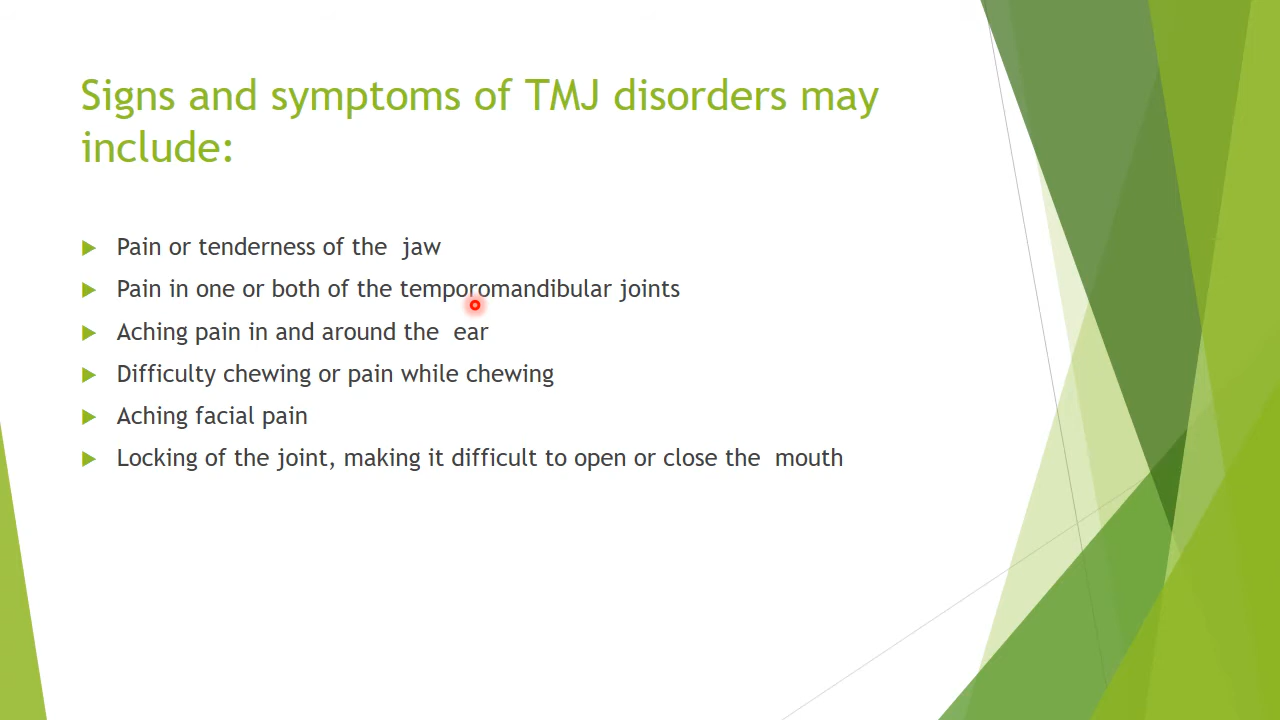 Signs and symptoms of TMJ disorders may
include:
Pain or tenderness of the  jaw
Pain in one or both of the temporomandibular joints
Aching pain in and around the  ear
Difficulty chewing or pain while chewing
Aching facial pain
Locking of the joint, making it difficult to open or close the  mouth